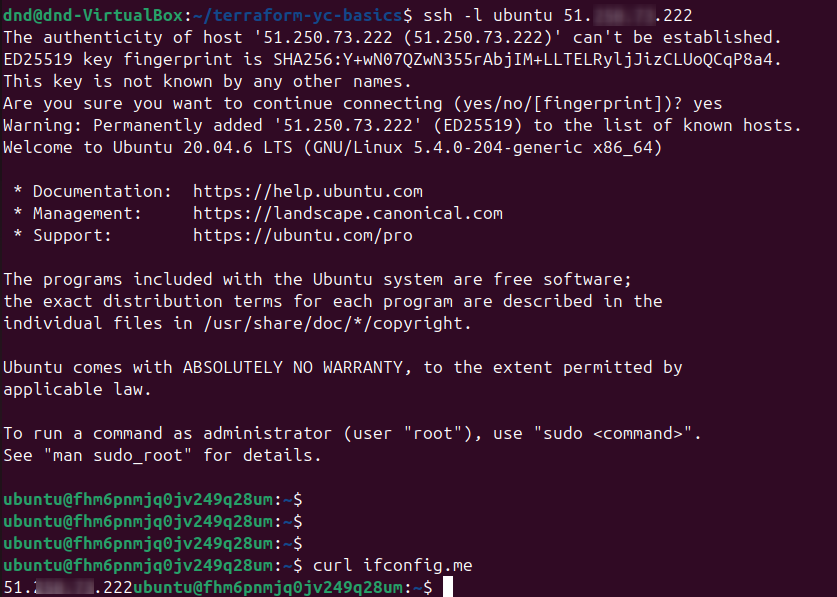 dnd@dnd-VirtualBox:~/terraform-yc-basics$ ssh -l ubuntu 51. .222
The authenticity of host '51.250.73.222 (51.250.73.222)' can't be established.
ED25519 key fingerprint is SHA256:Y+wN07QZwN355rAbjIM+LLTELRyljJizCLUoQCqP8a4.
This key is not known by any other names.
Are you sure you want to continue connecting (yes/no/[fingerprint])? yes
Warning: Permanently added '51.250.73.222' (ED25519) to the list of known hosts.
Welcome to Ubuntu 20.04.6 LTS (GNU/Linux 5.4.0-204-generic x86_64)
* Documentation: https://help.ubuntu.com
* Management: https://landscape.canonical.com
* Support: https://ubuntu.com/pro
The programs included with the Ubuntu system are free software;
the exact distribution terms for each program are described in the
individual files in /usr/share/doc/*/copyright.
Ubuntu comes with ABSOLUTELY NO WARRANTY, to the extent permitted by
applicable law.
To run a command as administrator (user "root"), use "sudo <command>".
See "man sudo_root" for details.
ubuntu@fhm6pnmjq0jv249q28um:~$
ubuntu@fhm6pnmjq0jv249q28um:~$
ubuntu@fhm6pnmjq0jv249q28um:~$
ubuntu@fhm6pnmjq0jv249q28um:~$ curl ifconfig.me
51. .222ubuntu@fhm6pnmjq0jv249q28um:~$